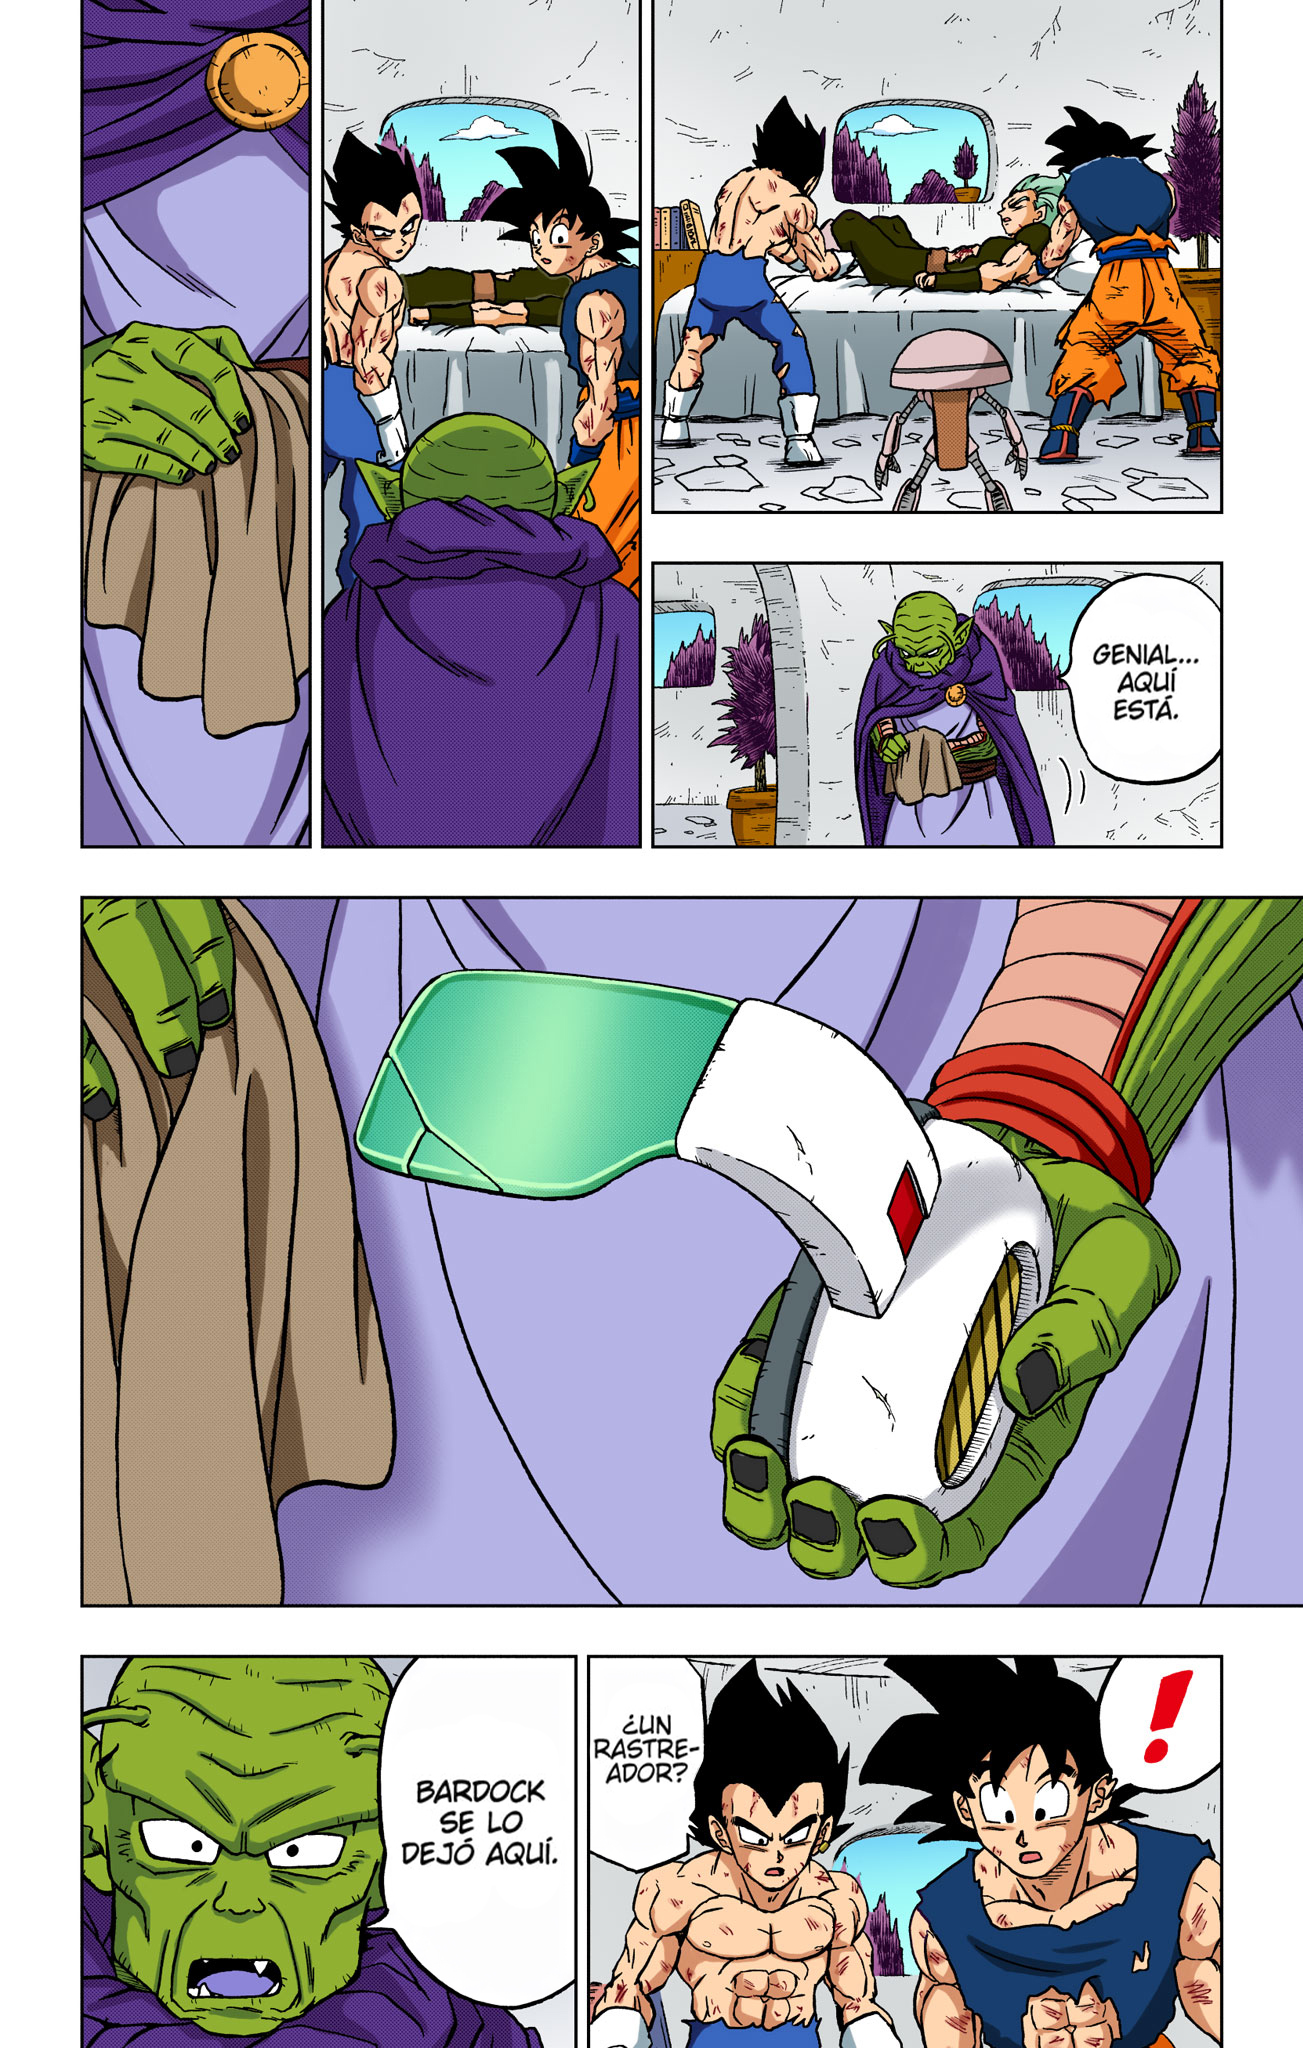 GENIAL...
AQUÍ
ESTÁ.
!
¿UN
RASTRE-
ADOR?
BARDOCK
SE LO
DEJÓ AQUÍ.